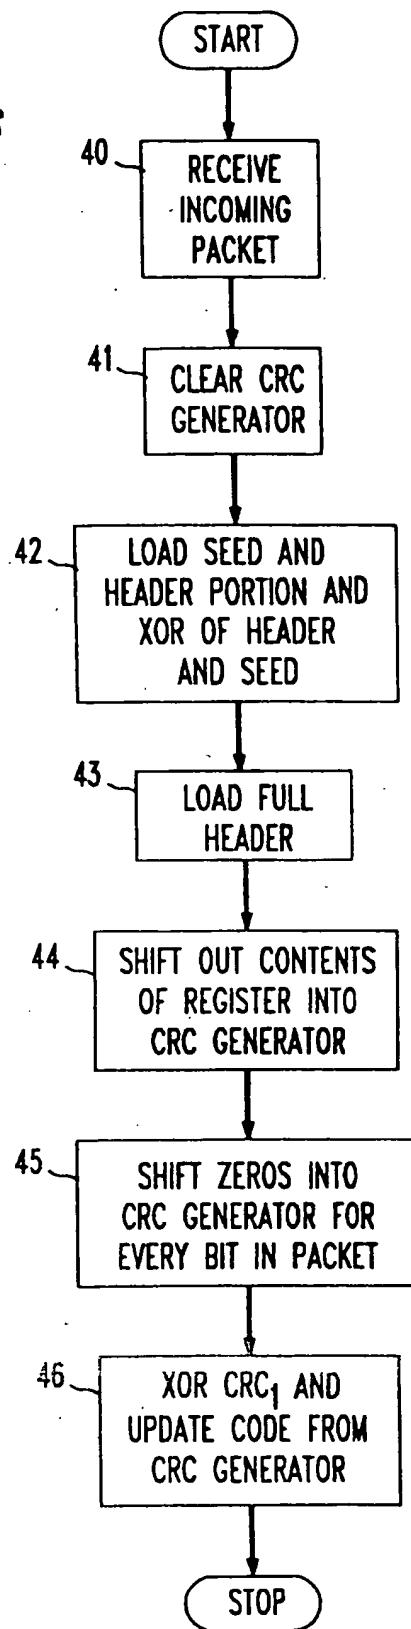 START
40
RECEIVE
INCOMING
PACKET
41
CLEAR CRC
GENERATOR
42
LOAD SEED AND
HEADER PORTION AND
XOR OF HEADER
AND SEED
43
LOAD FULL
HEADER
44
SHIFT OUT CONTENTS
OF REGISTER INTO
CRC GENERATOR
45
SHIFT ZEROS INTO
CRC GENERATOR FOR
EVERY BIT IN PACKET
46
XOR CRC₁ AND
UPDATE CODE FROM
CRC GENERATOR
STOP